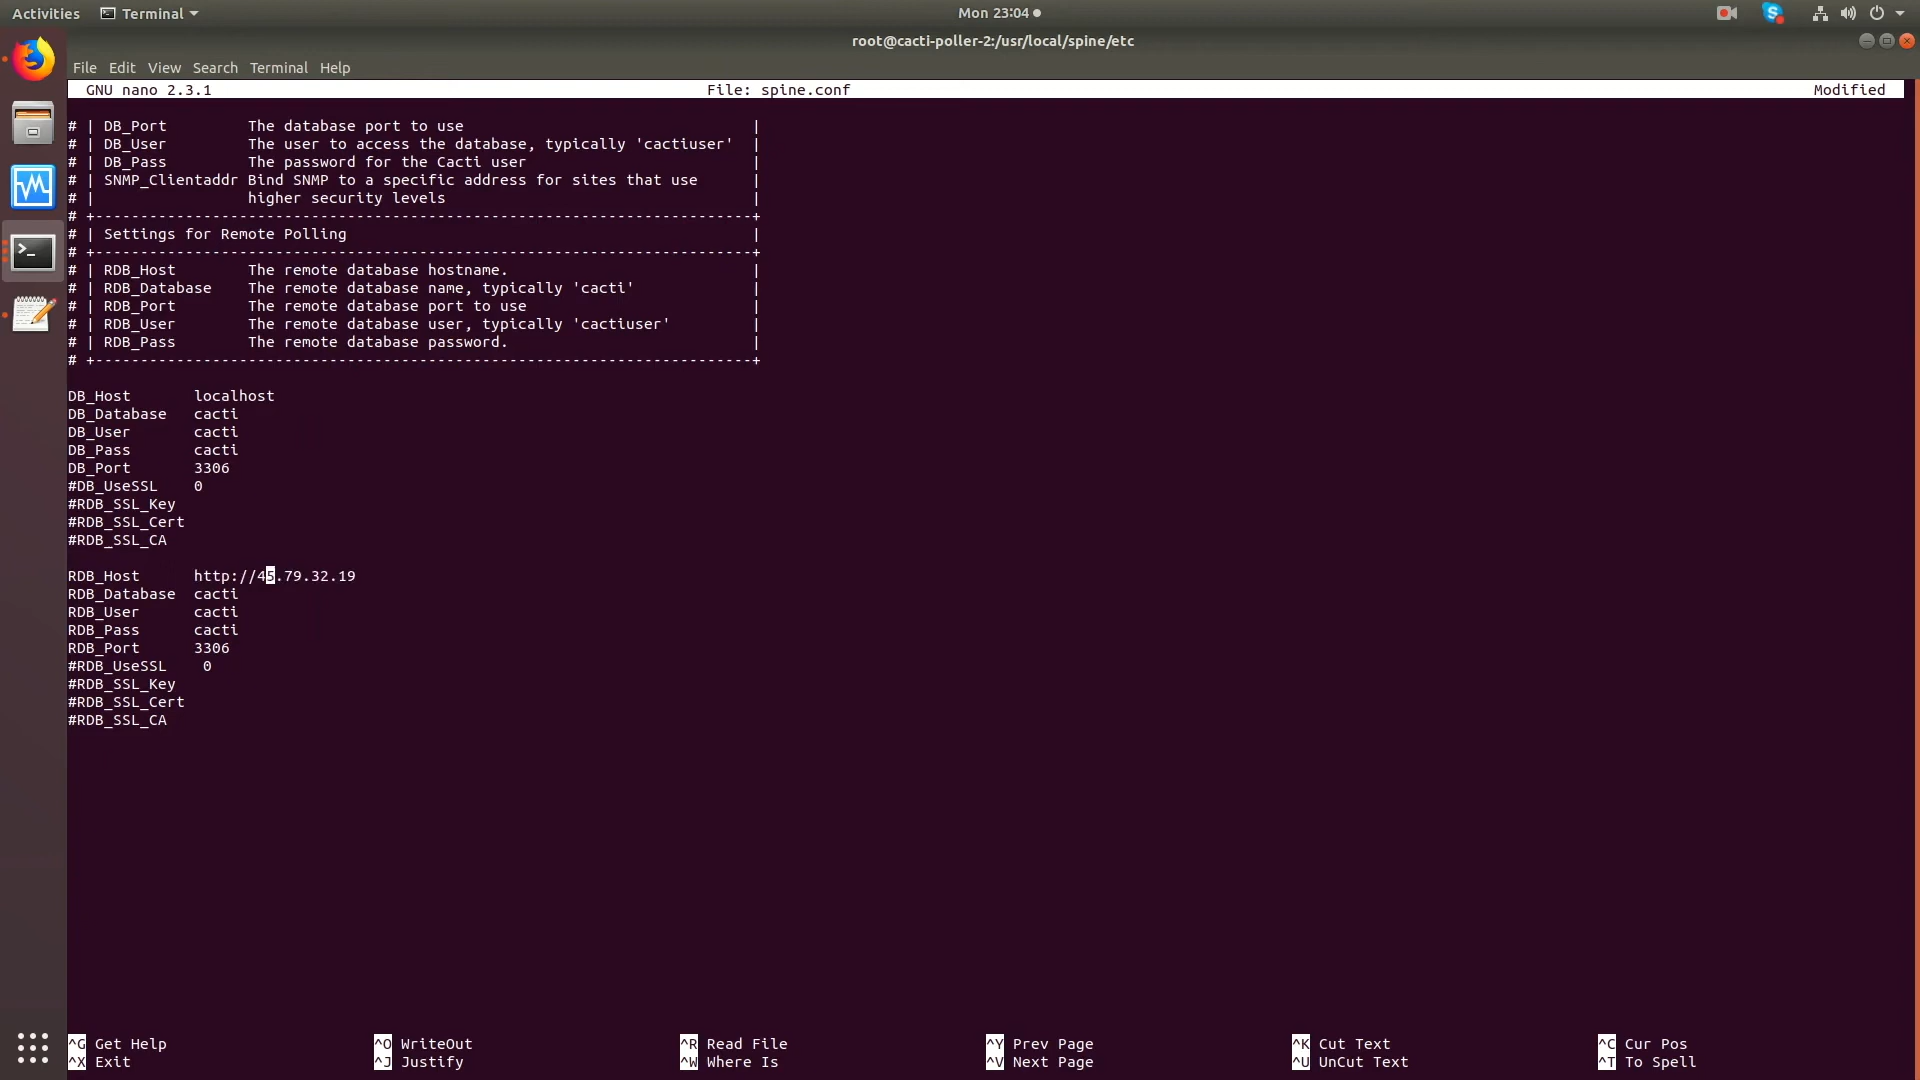 Activities Terminal Mon 23:04
root@cacti-poller-2:/usr/local/spine/etc
File Edit View Search Terminal Help
GNU nano 2.3.1 File: spine.conf Modified
# | DB_Port The database port to use |
# | DB_User The user to access the database, typically 'cactiuser' |
# | DB_Pass The password for the Cacti user |
# | SNMP_Clientaddr Bind SNMP to a specific address for sites that use |
# | higher security levels |
# +-------------------------------------------------------------------------+
# | Settings for Remote Polling |
# +-------------------------------------------------------------------------+
# | RDB_Host The remote database hostname. |
# | RDB_Database The remote database name, typically 'cacti' |
# | RDB_Port The remote database port to use |
# | RDB_User The remote database user, typically 'cactiuser' |
# | RDB_Pass The remote database password. |
# +-------------------------------------------------------------------------+
DB_Host localhost
DB_Database cacti
DB_User cacti
DB_Pass cacti
DB_Port 3306
#DB_UseSSL 0
#RDB_SSL_Key
#RDB_SSL_Cert
#RDB_SSL_CA
RDB_Host http://45.79.32.19
RDB_Database cacti
RDB_User cacti
RDB_Pass cacti
RDB_Port 3306
#RDB_UseSSL 0
#RDB_SSL_Key
#RDB_SSL_Cert
#RDB_SSL_CA
^G Get Help ^O WriteOut ^R Read File ^Y Prev Page ^K Cut Text ^C Cur Pos
^X Exit ^J Justify ^W Where Is ^V Next Page ^U UnCut Text ^T To Spell